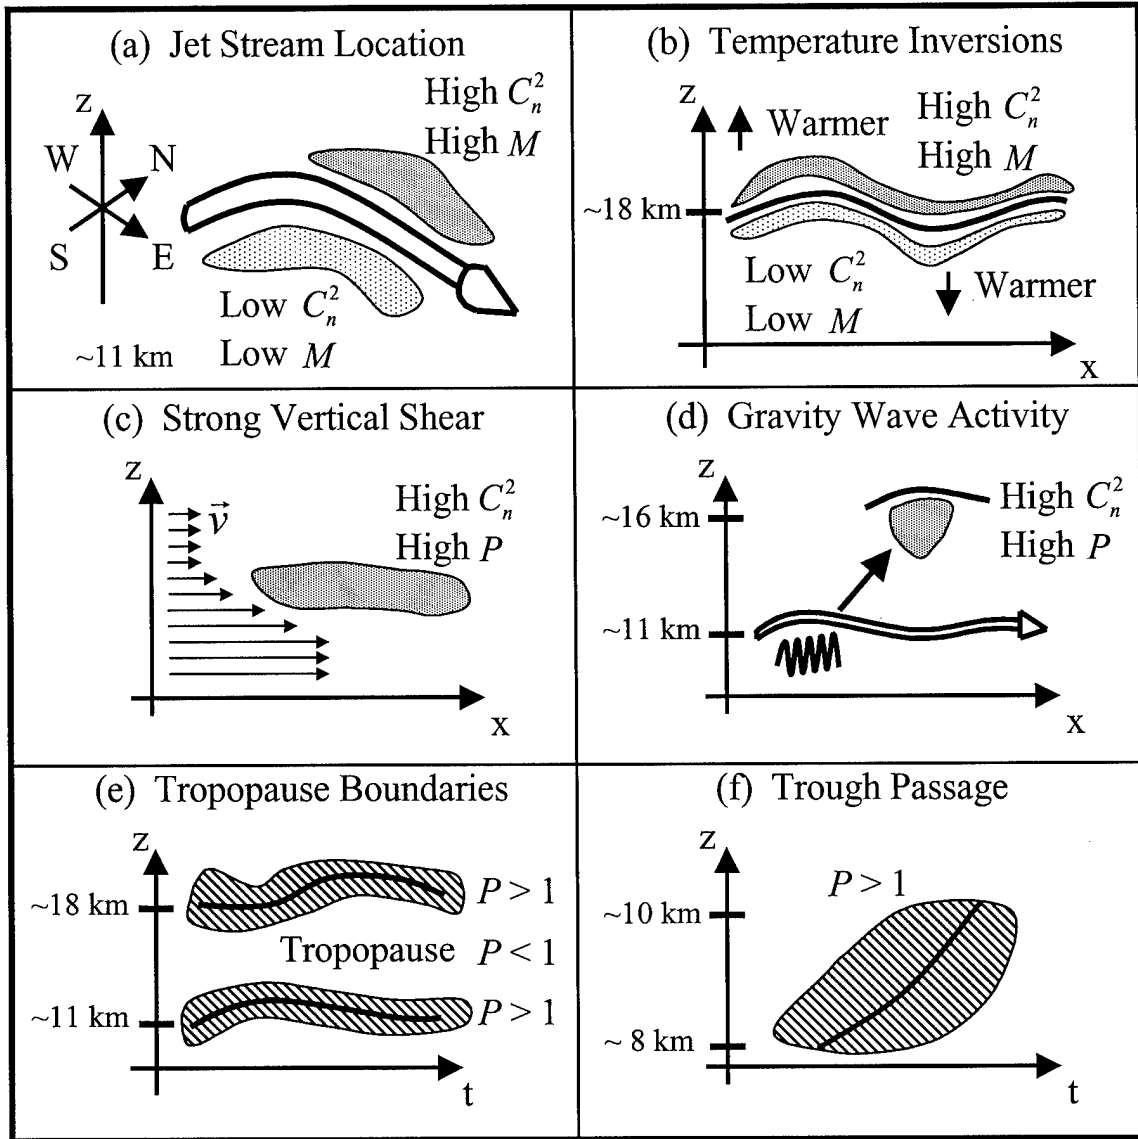 (a) Jet Stream Location
z
W
N
S
E
High $C_n^2$
High $M$
Low $C_n^2$
Low $M$
~11 km
(b) Temperature Inversions
z
Warmer
High $C_n^2$
High $M$
~18 km
Low $C_n^2$
Low $M$
Warmer
x
(c) Strong Vertical Shear
z
$\vec{v}$
High $C_n^2$
High $P$
x
(d) Gravity Wave Activity
z
~16 km
High $C_n^2$
High $P$
~11 km
x
(e) Tropopause Boundaries
z
~18 km
P > 1
Tropopause P < 1
~11 km
P > 1
t
(f) Trough Passage
z
P > 1
~10 km
~ 8 km
t